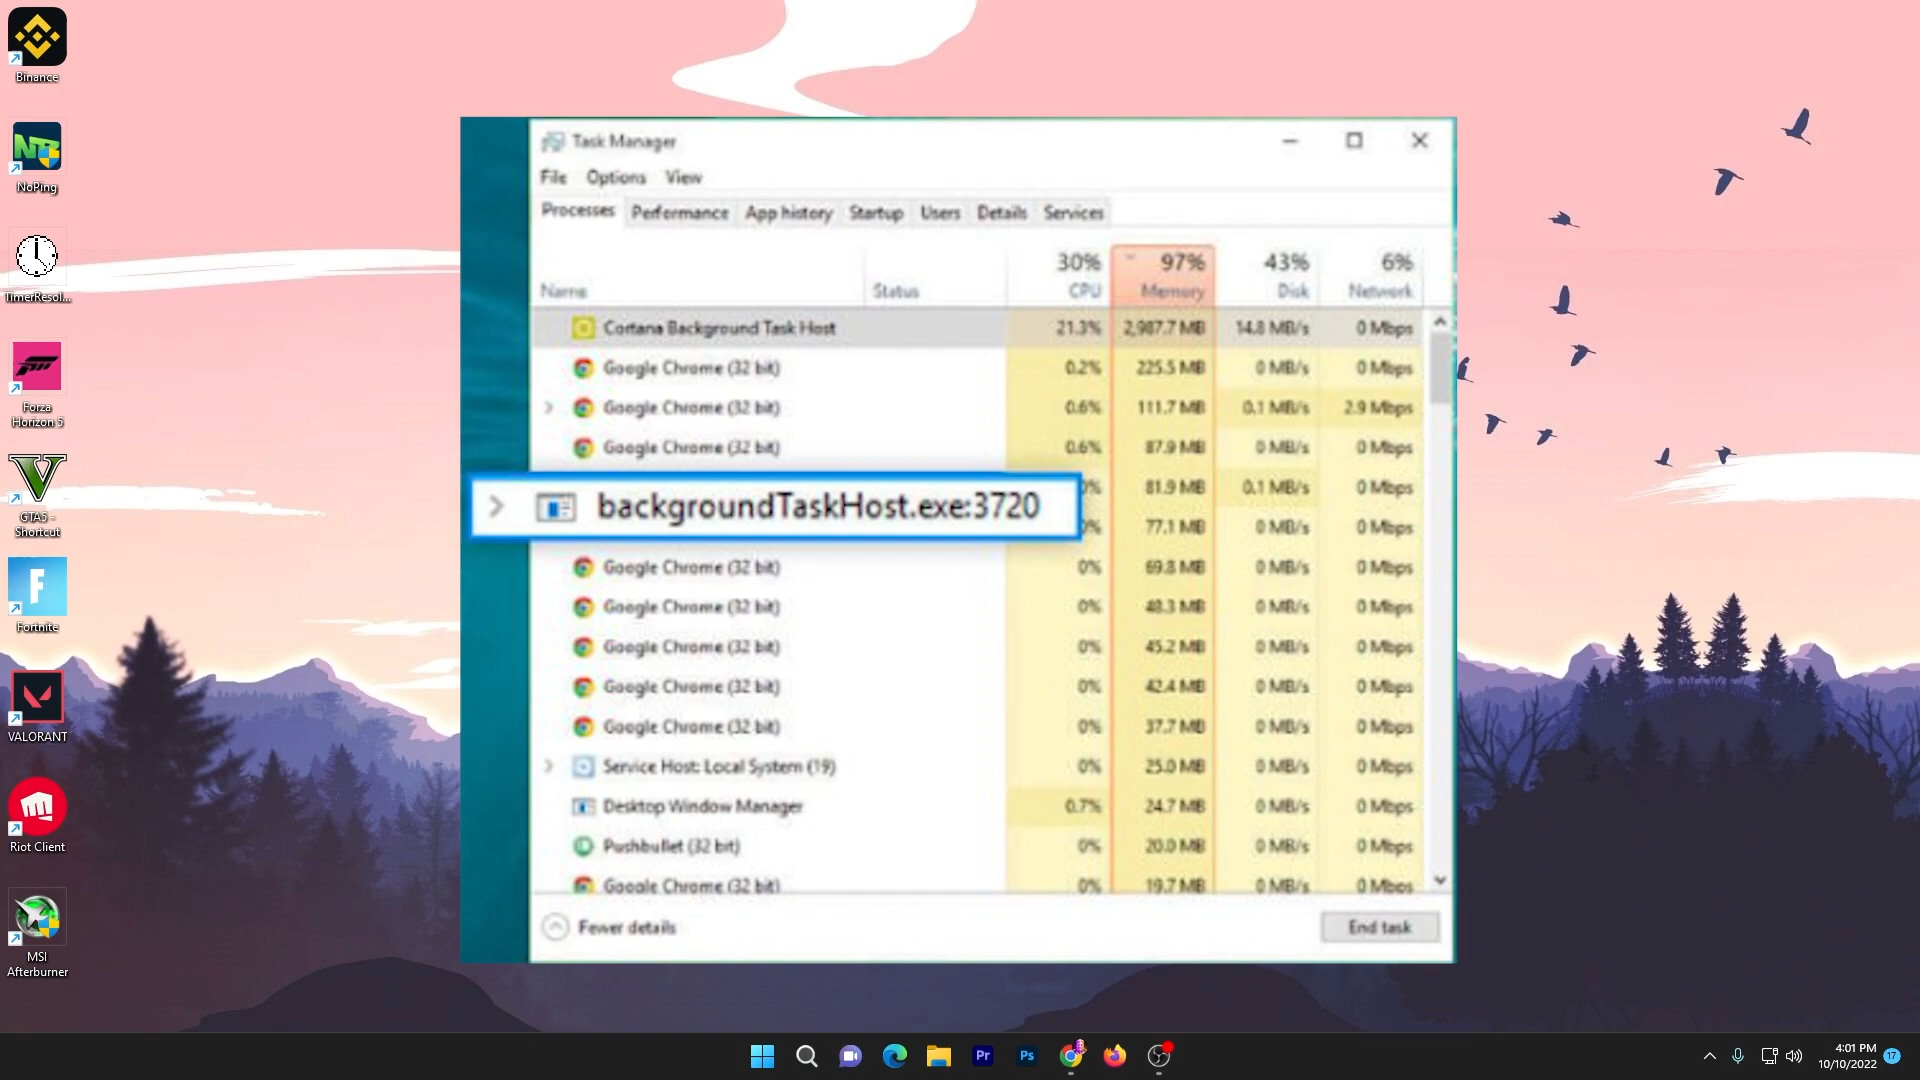 Binance
NoPing
TimerResol...
Forza
Horizon 5
GTA5 -
Shortcut
Fortnite
VALORANT
Riot Client
MSI
Afterburner
Task Manager
File Options View
Processes Performance App history Startup Users Details Services
30% 97% 43% 6%
Name Status CPU Memory Disk Network
Cortana Background Task Host 21.3% 2,987.7 MB 14.8 MB/s 0 Mbps
Google Chrome (32 bit) 0.2% 225.5 MB 0 MB/s 0 Mbps
Google Chrome (32 bit) 0.6% 111.7 MB 0.1 MB/s 2.9 Mbps
Google Chrome (32 bit) 0.6% 87.9 MB 0 MB/s 0 Mbps
0% 81.9 MB 0.1 MB/s 0 Mbps
backgroundTaskHost.exe:3720
0% 77.1 MB 0 MB/s 0 Mbps
Google Chrome (32 bit) 0% 69.8 MB 0 MB/s 0 Mbps
Google Chrome (32 bit) 0% 48.3 MB 0 MB/s 0 Mbps
Google Chrome (32 bit) 0% 45.2 MB 0 MB/s 0 Mbps
Google Chrome (32 bit) 0% 42.4 MB 0 MB/s 0 Mbps
Google Chrome (32 bit) 0% 37.7 MB 0 MB/s 0 Mbps
Service Host: Local System (19) 0% 25.0 MB 0 MB/s 0 Mbps
Desktop Window Manager 0.7% 24.7 MB 0 MB/s 0 Mbps
Pushbullet (32 bit) 0% 20.0 MB 0 MB/s 0 Mbps
Google Chrome (32 bit) 0% 19.7 MB 0 MB/s 0 Mbps
Fewer details End task
Pr Ps
4:01 PM
10/10/2022
17